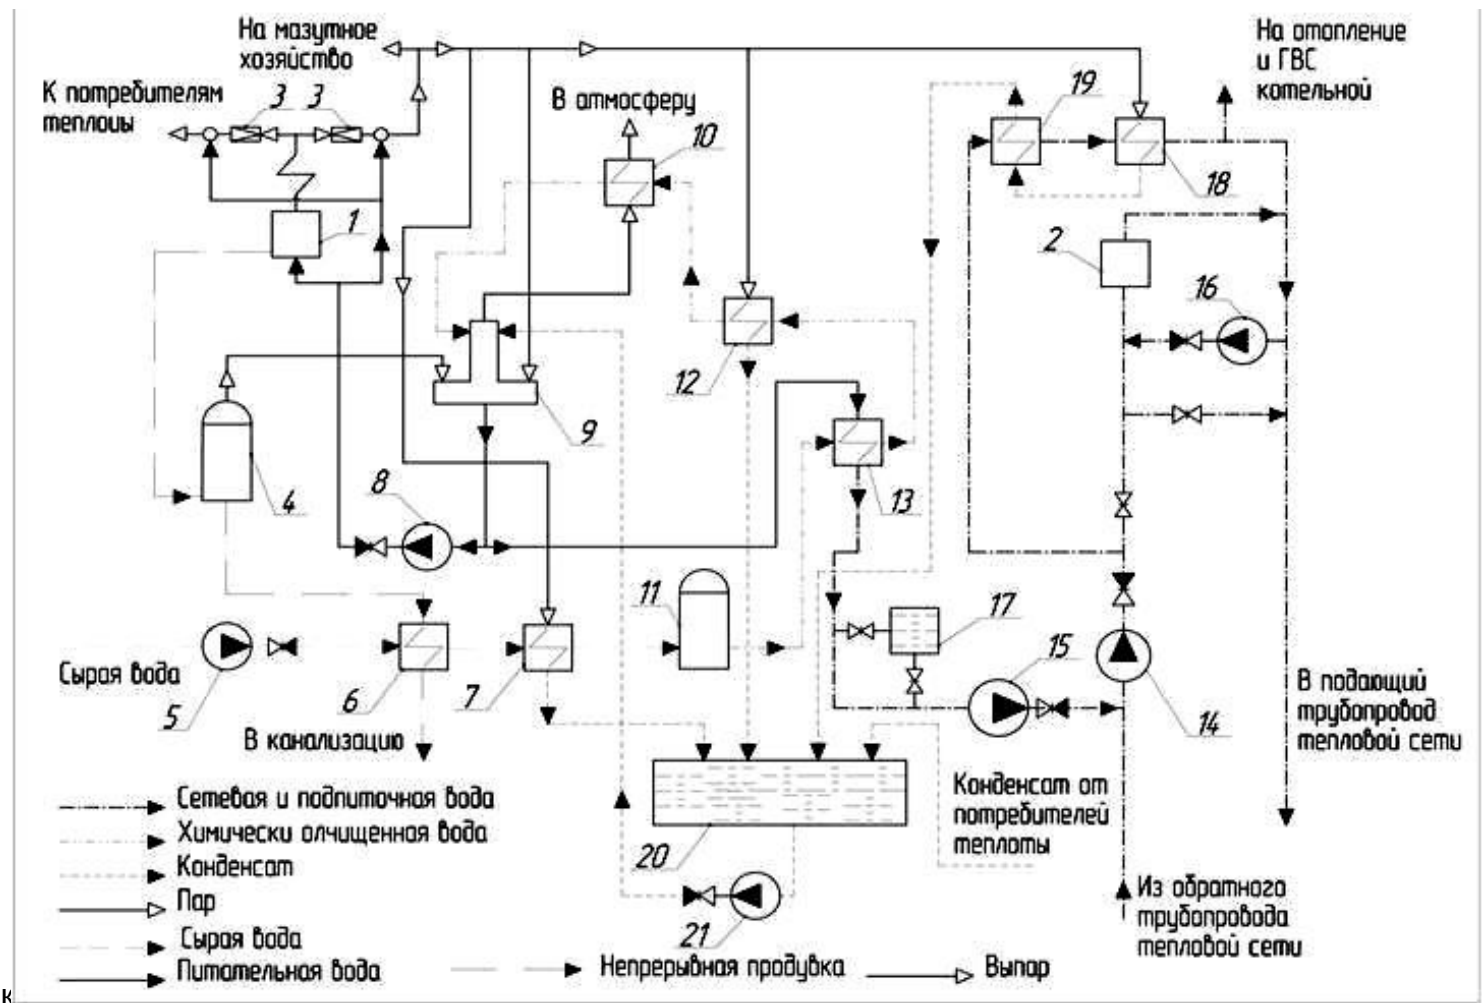 На мазутное
хозяйство
На отопление
и ГВС
котельной
К потребителям
теплоиы
3 3
В атмосферу
10
19
18
1
2
16
12
9
4
8
13
11
17
15
14
Сырая вода
5
6
7
В канализацию
В подающий
трубопровод
тепловой сети
Конденсат от
потребителей
теплоты
20
21
Из обратного
трубопровода
тепловой сети
Сетевая и подпиточная вода
Химически олчищенная вода
Конденсат
Пар
Сырая вода
Питательная вода
Непрерывная продувка
Выпар
к